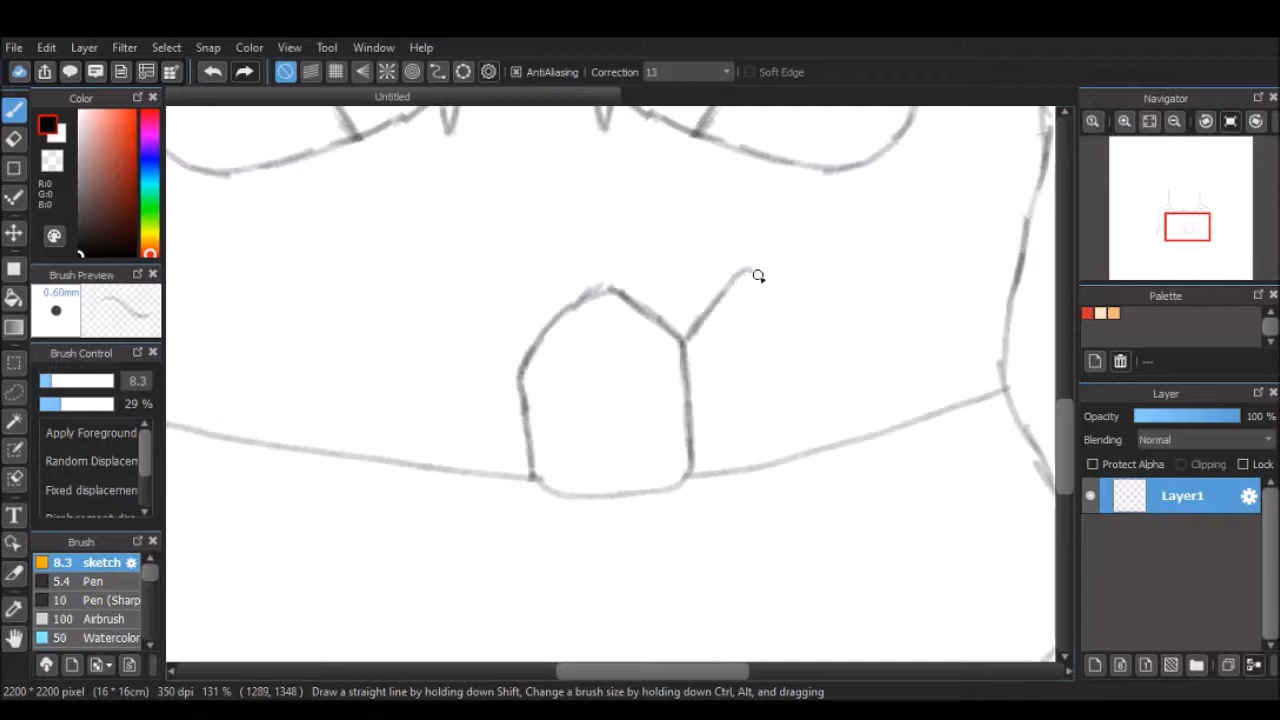 File Edit Layer Filter Select Snap Color View Tool Window Help
AntiAliasing Correction 13 Soft Edge
Color
Untitled
Navigator
R:0
G:0
B:0
Brush Preview
0.60mm
Palette
---
Brush Control
8.3
29 %
Apply Foreground
Random Displacem
Fixed displacemen
Layer
Opacity 100 %
Blending Normal
Protect Alpha Clipping Lock
Layer1
T
Brush
8.3 sketch
5.4 Pen
10 Pen (Sharp
100 Airbrush
50 Watercolor
2200 * 2200 pixel (16 * 16cm) 350 dpi 131 % ( 1289, 1348 ) Draw a straight line by holding down Shift, Change a brush size by holding down Ctrl, Alt, and dragging